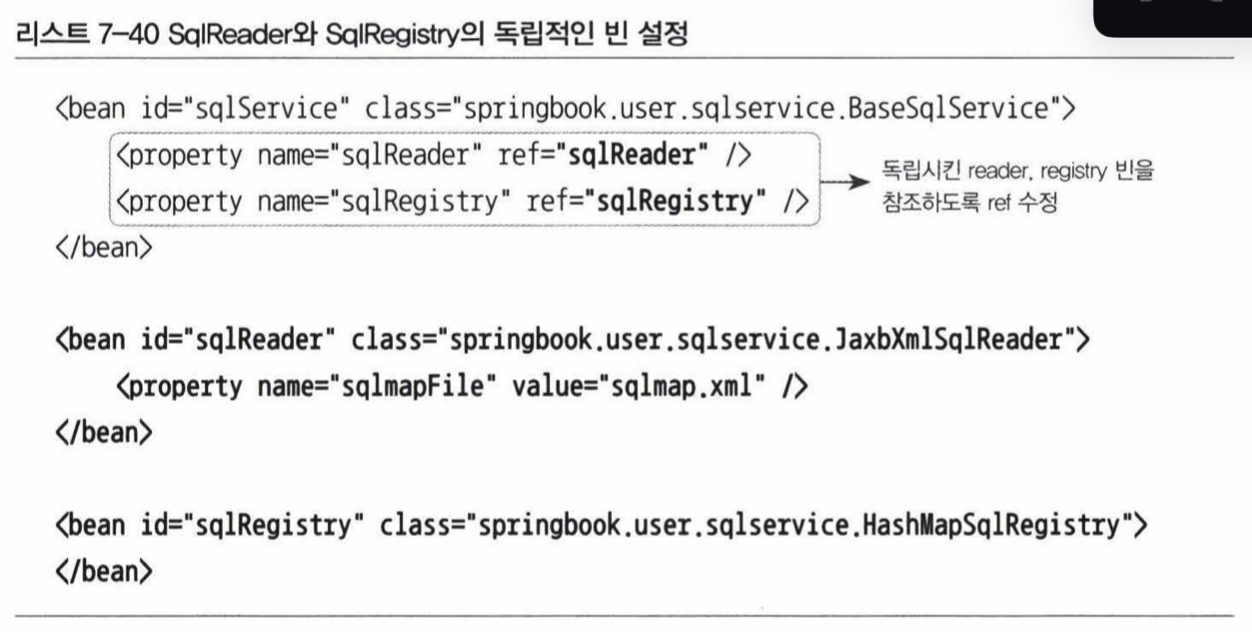 리스트 7-40 SqlReader와 SqlRegistry의 독립적인 빈 설정
<bean id="sqlService" class="springbook.user.sqlservice.BaseSqlService">
<property name="sqlReader" ref="sqlReader" />
<property name="sqlRegistry" ref="sqlRegistry" />
독립시킨 reader, registry 빈을
참조하도록 ref 수정
</bean>
<bean id="sqlReader" class="springbook.user.sqlservice.JaxbXmlSqlReader">
<property name="sqlmapFile" value="sqlmap.xml" />
</bean>
<bean id="sqlRegistry" class="springbook.user.sqlservice.HashMapSqlRegistry">
</bean>